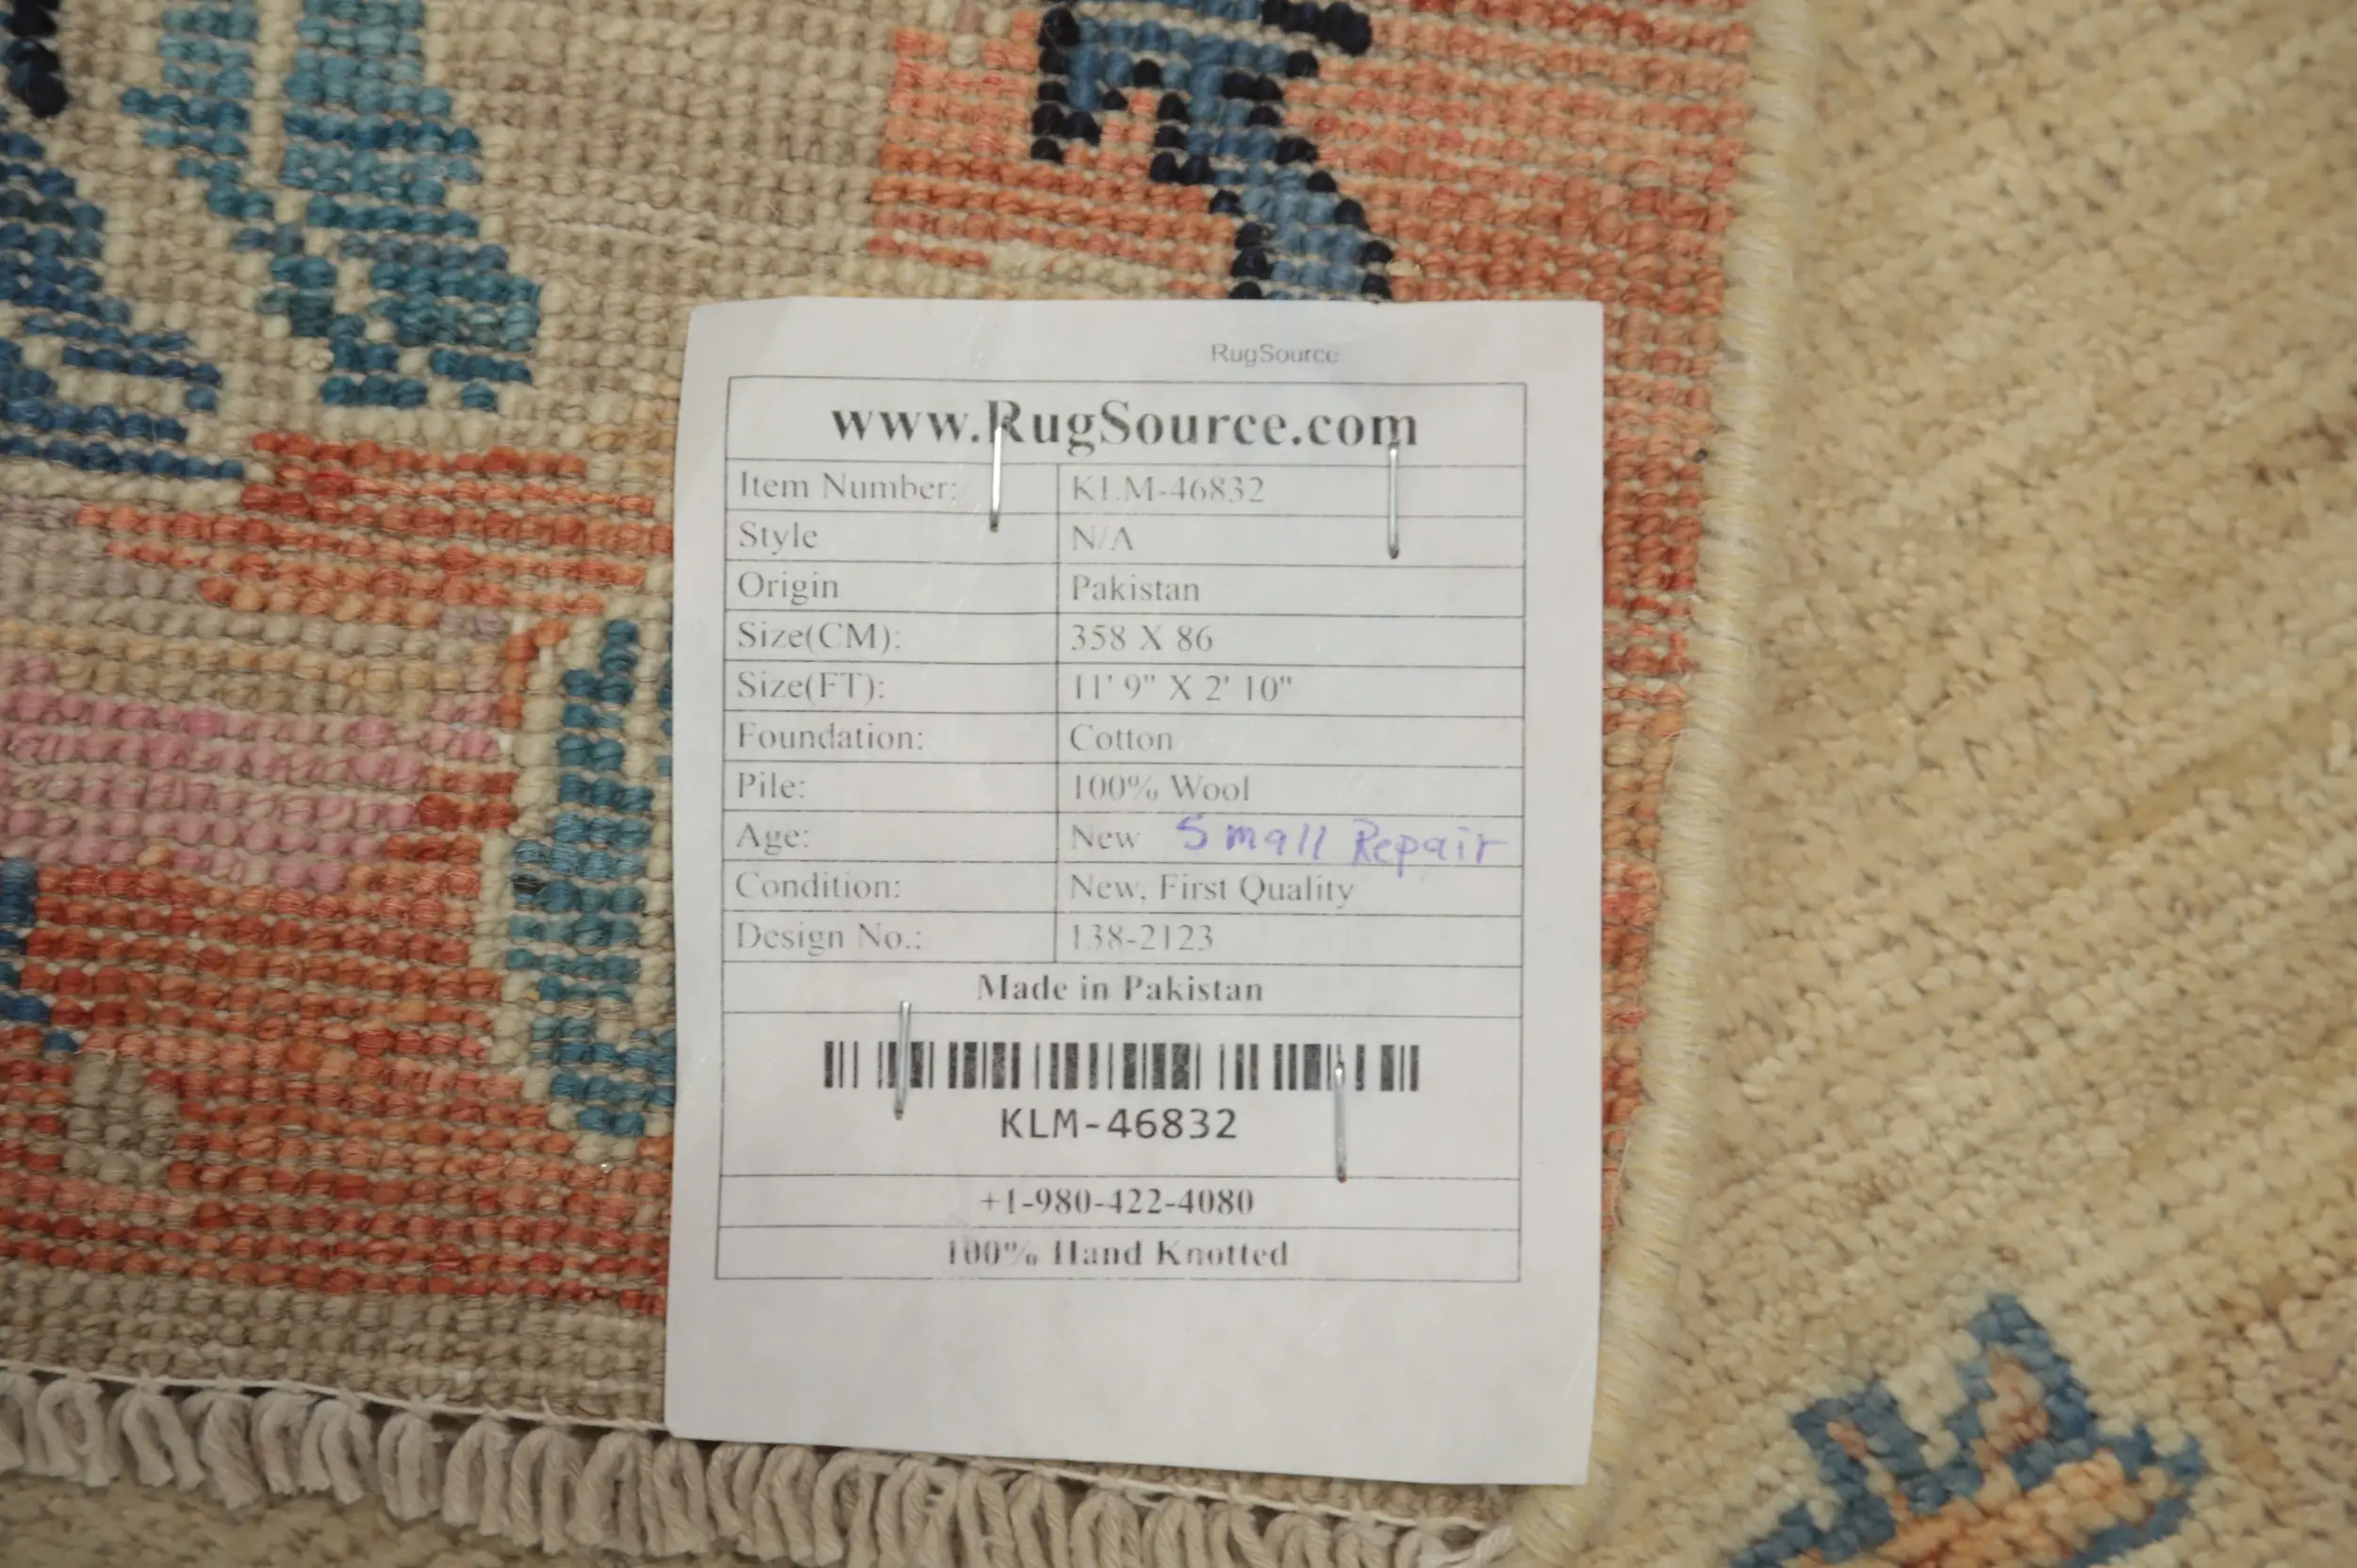 RugSource
www.RugSource.com
Item Number: KLM-46832
Style N/A
Origin Pakistan
Size(CM): 358 X 86
Size(FT): 11' 9" X 2' 10"
Foundation: Cotton
Pile: 100% Wool
Age: New Small Repair
Condition: New, First Quality
Design No.: 138-2123
Made in Pakistan
KLM-46832
+1-980-422-4080
100% Hand Knotted